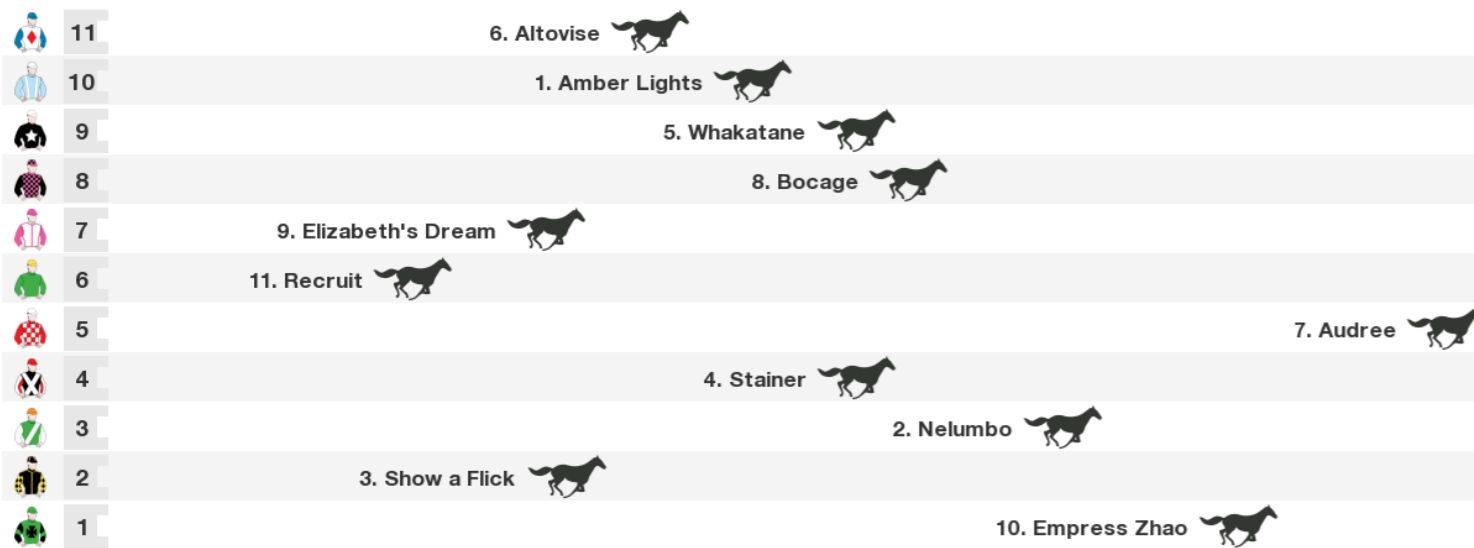 11 6. Altovise
10 1. Amber Lights
9 5. Whakatane
8 8. Bocage
7 9. Elizabeth's Dream
6 11. Recruit
5 7. Audree
4 4. Stainer
3 2. Nelumbo
2 3. Show a Flick
1 10. Empress Zhao